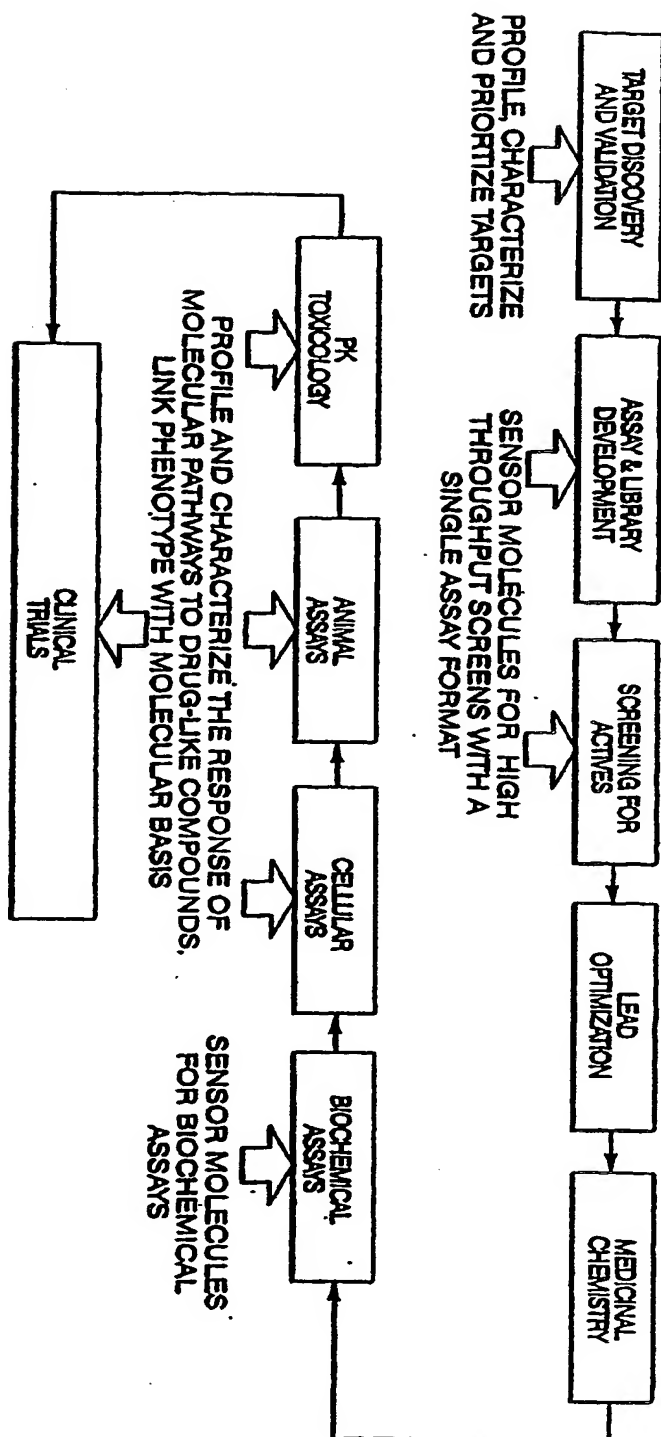 TARGET DISCOVERY
AND VALIDATION
ASSAY & LIBRARY
DEVELOPMENT
SCREENING FOR
ACTIVES
LEAD
OPTIMIZATION
MEDICINAL
CHEMISTRY
PROFILE, CHARACTERIZE
AND PRIORTIZE TARGETS
SENSOR MOLECULES FOR HIGH
THROUGHPUT SCREENS WITH A
SINGLE ASSAY FORMAT
PK
TOXICOLOGY
ANIMAL
ASSAYS
CELLULAR
ASSAYS
BIOCHEMICAL
ASSAYS
PROFILE AND CHARACTERIZE THE RESPONSE OF
MOLECULAR PATHWAYS TO DRUG-LIKE COMPOUNDS,
LINK PHENOTYPE WITH MOLECULAR BASIS
SENSOR MOLECULES
FOR BIOCHEMICAL
ASSAYS
CLINICAL
TRIALS